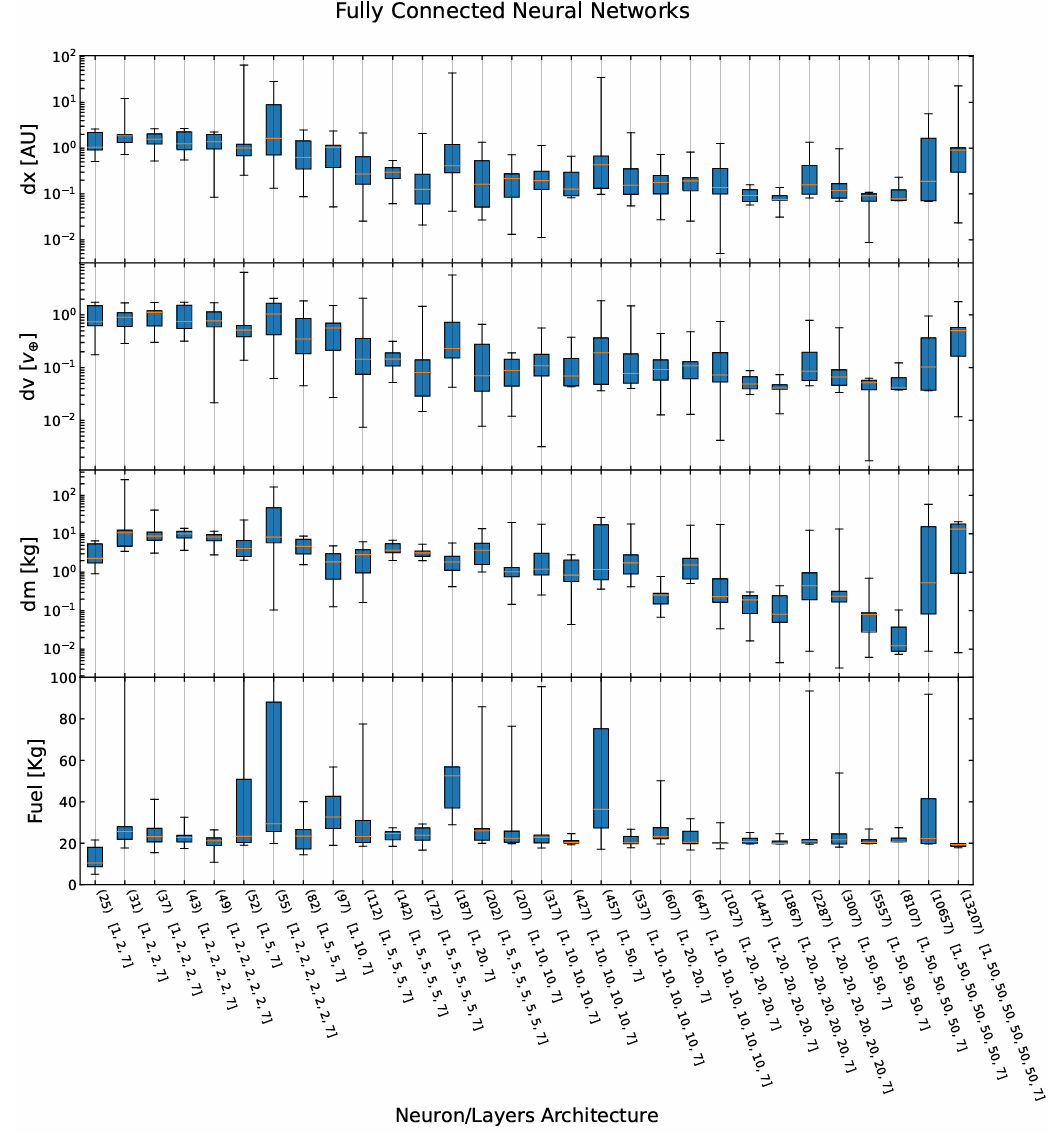 Fully Connected Neural Networks
dx [AU]
10²
10¹
10⁰
10⁻¹
10⁻²
dv [v⊕]
10⁰
10⁻¹
10⁻²
dm [kg]
10²
10¹
10⁰
10⁻¹
10⁻²
Fuel [Kg]
100
80
60
40
20
0
(25) [1, 2, 7]
(31) [1, 2, 2, 7]
(37) [1, 2, 2, 2, 7]
(43) [1, 2, 2, 2, 2, 7]
(49) [1, 2, 2, 2, 2, 2, 7]
(52) [1, 5, 7]
(55) [1, 2, 2, 2, 2, 2, 2, 7]
(82) [1, 5, 5, 7]
(97) [1, 10, 7]
(112) [1, 5, 5, 5, 7]
(142) [1, 5, 5, 5, 5, 7]
(172) [1, 5, 5, 5, 5, 5, 7]
(187) [1, 20, 7]
(202) [1, 5, 5, 5, 5, 5, 5, 7]
(207) [1, 10, 10, 7]
(317) [1, 10, 10, 10, 7]
(427) [1, 10, 10, 10, 10, 7]
(457) [1, 50, 7]
(537) [1, 10, 10, 10, 10, 10, 7]
(607) [1, 20, 20, 7]
(647) [1, 10, 10, 10, 10, 10, 10, 7]
(1027) [1, 20, 20, 20, 7]
(1447) [1, 20, 20, 20, 20, 7]
(1867) [1, 20, 20, 20, 20, 20, 7]
(2287) [1, 20, 20, 20, 20, 20, 20, 7]
(3007) [1, 50, 50, 7]
(5557) [1, 50, 50, 50, 7]
(8107) [1, 50, 50, 50, 50, 7]
(10657) [1, 50, 50, 50, 50, 50, 7]
(13207) [1, 50, 50, 50, 50, 50, 50, 7]
Neuron/Layers Architecture